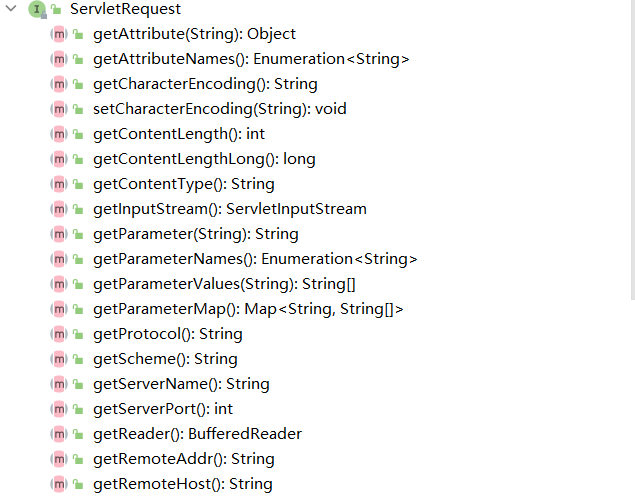 ServletRequest
getAttribute(String): Object
getAttributeNames(): Enumeration<String>
getCharacterEncoding(): String
setCharacterEncoding(String): void
getContentLength(): int
getContentLengthLong(): long
getContentType(): String
getInputStream(): ServletInputStream
getParameter(String): String
getParameterNames(): Enumeration<String>
getParameterValues(String): String[]
getParameterMap(): Map<String, String[]>
getProtocol(): String
getScheme(): String
getServerName(): String
getServerPort(): int
getReader(): BufferedReader
getRemoteAddr(): String
getRemoteHost(): String